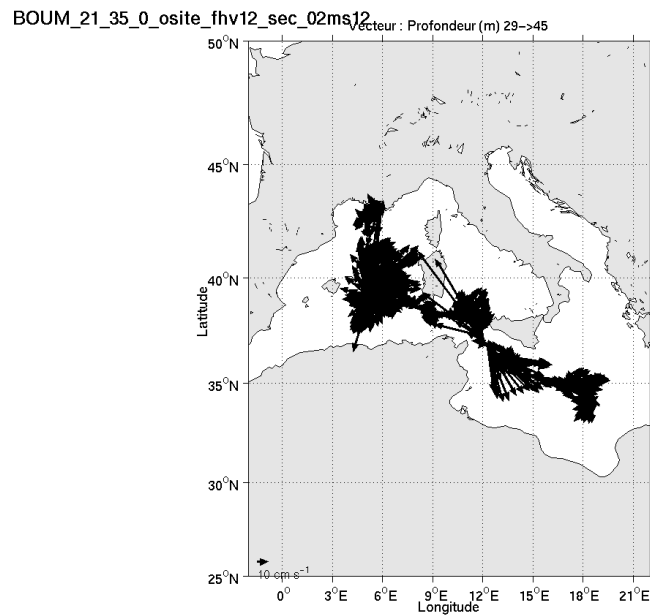 BOUM_21_35_0_osite_fhv12_sec_02ms12
Vecteur : Profondeur (m) 29->45
50°N
45°N
40°N
35°N
30°N
25°N
Latitude
10 cm s⁻¹
0° 3°E 6°E 9°E 12°E 15°E 18°E 21°E
Longitude